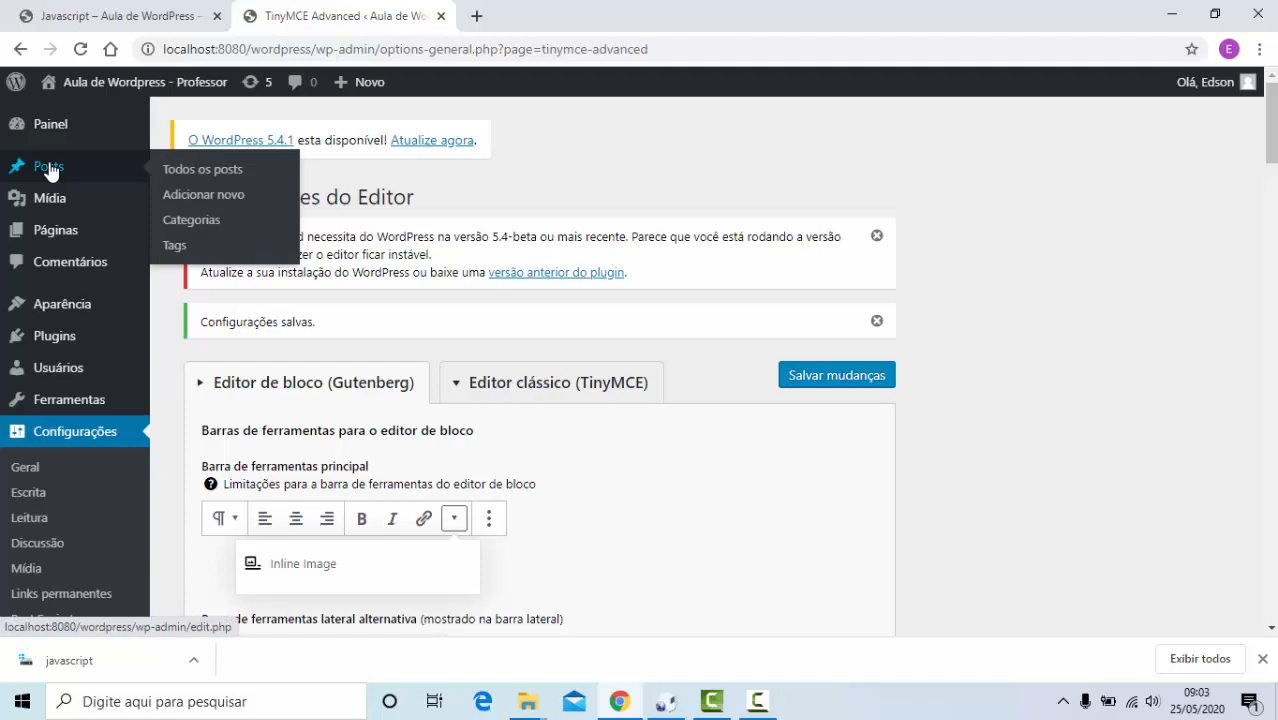 Javascript – Aula de WordPress –
TinyMCE Advanced ‹ Aula de Wo
localhost:8080/wordpress/wp-admin/options-general.php?page=tinymce-advanced
E
Aula de Wordpress - Professor
5
0
Novo
Olá, Edson
Painel
Posts
Mídia
Páginas
Comentários
Aparência
Plugins
Usuários
Ferramentas
Configurações
Geral
Escrita
Leitura
Discussão
Mídia
Links permanentes
Todos os posts
Adicionar novo
Categorias
Tags
O WordPress 5.4.1 esta disponível! Atualize agora.
es do Editor
d necessita do WordPress na versão 5.4-beta ou mais recente. Parece que você está rodando a versão
zer o editor ficar instável.
Atualize a sua instalação do WordPress ou baixe uma versão anterior do plugin.
Configurações salvas.
Editor de bloco (Gutenberg)
Editor clássico (TinyMCE)
Salvar mudanças
Barras de ferramentas para o editor de bloco
Barra de ferramentas principal
Limitações para a barra de ferramentas do editor de bloco
B I
Inline Image
de ferramentas lateral alternativa (mostrado na barra lateral)
localhost:8080/wordpress/wp-admin/edit.php
javascript
Exibir todos
Digite aqui para pesquisar
09:03
25/05/2020
1